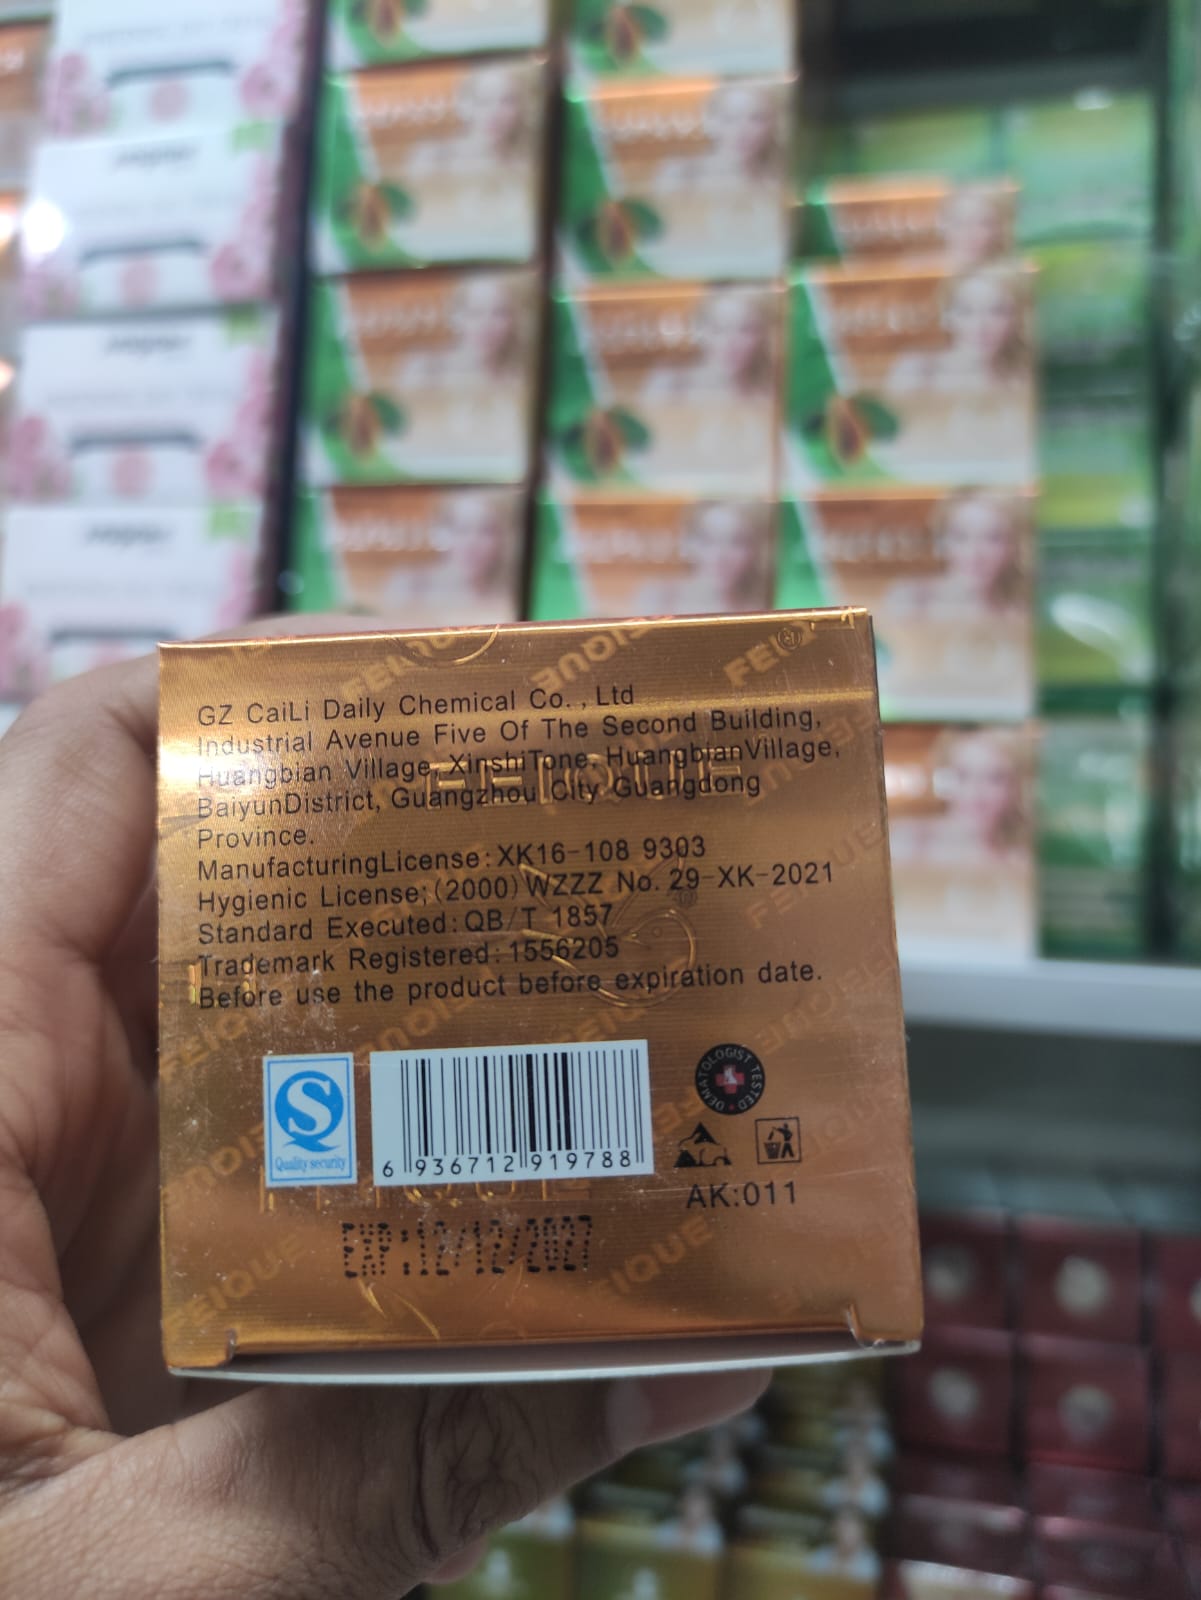 GZ CaiLi Daily Chemical Co., Ltd
Industrial Avenue Five Of The Second Building,
Huangbian Village, XinshiTone, HuangbianVillage,
BaiyunDistrict, Guangzhou City Guangdong
Province.
ManufacturingLicense:XK16-108 9303
Hygienic License;(2000)WZZZ No. 29-XK-2021
Standard Executed:QB/T 1857
Trademark Registered:1556205
Before use the product before expiration date.
FEIQUE
Quality security
6 936712 919788
DEMATOLOGIST TESTED
AK:011
EXP:12/12/2027